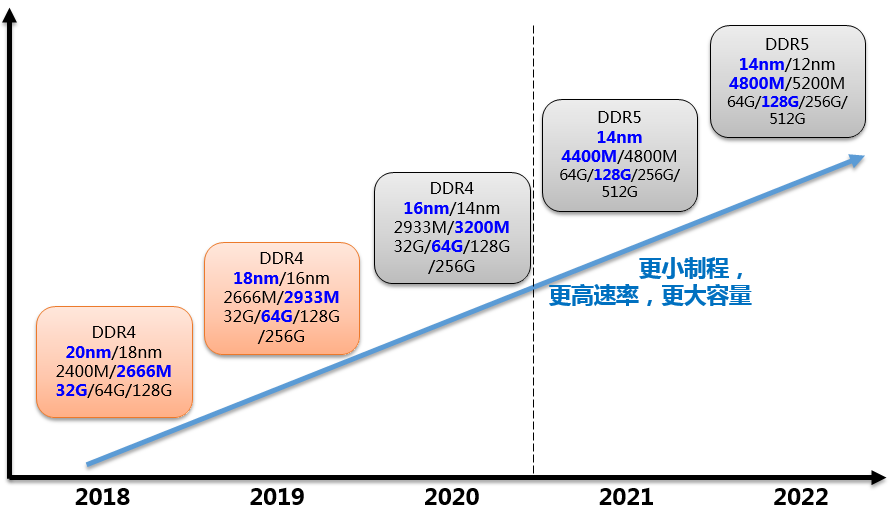 DDR5
14nm/12nm
4800M/5200M
64G/128G/256G/
512G
DDR5
14nm
4400M/4800M
64G/128G/256G/
512G
DDR4
16nm/14nm
2933M/3200M
32G/64G/128G
/256G
DDR4
18nm/16nm
2666M/2933M
32G/64G/128G
/256G
DDR4
20nm/18nm
2400M/2666M
32G/64G/128G
更小制程，
更高速率，更大容量
2018
2019
2020
2021
2022